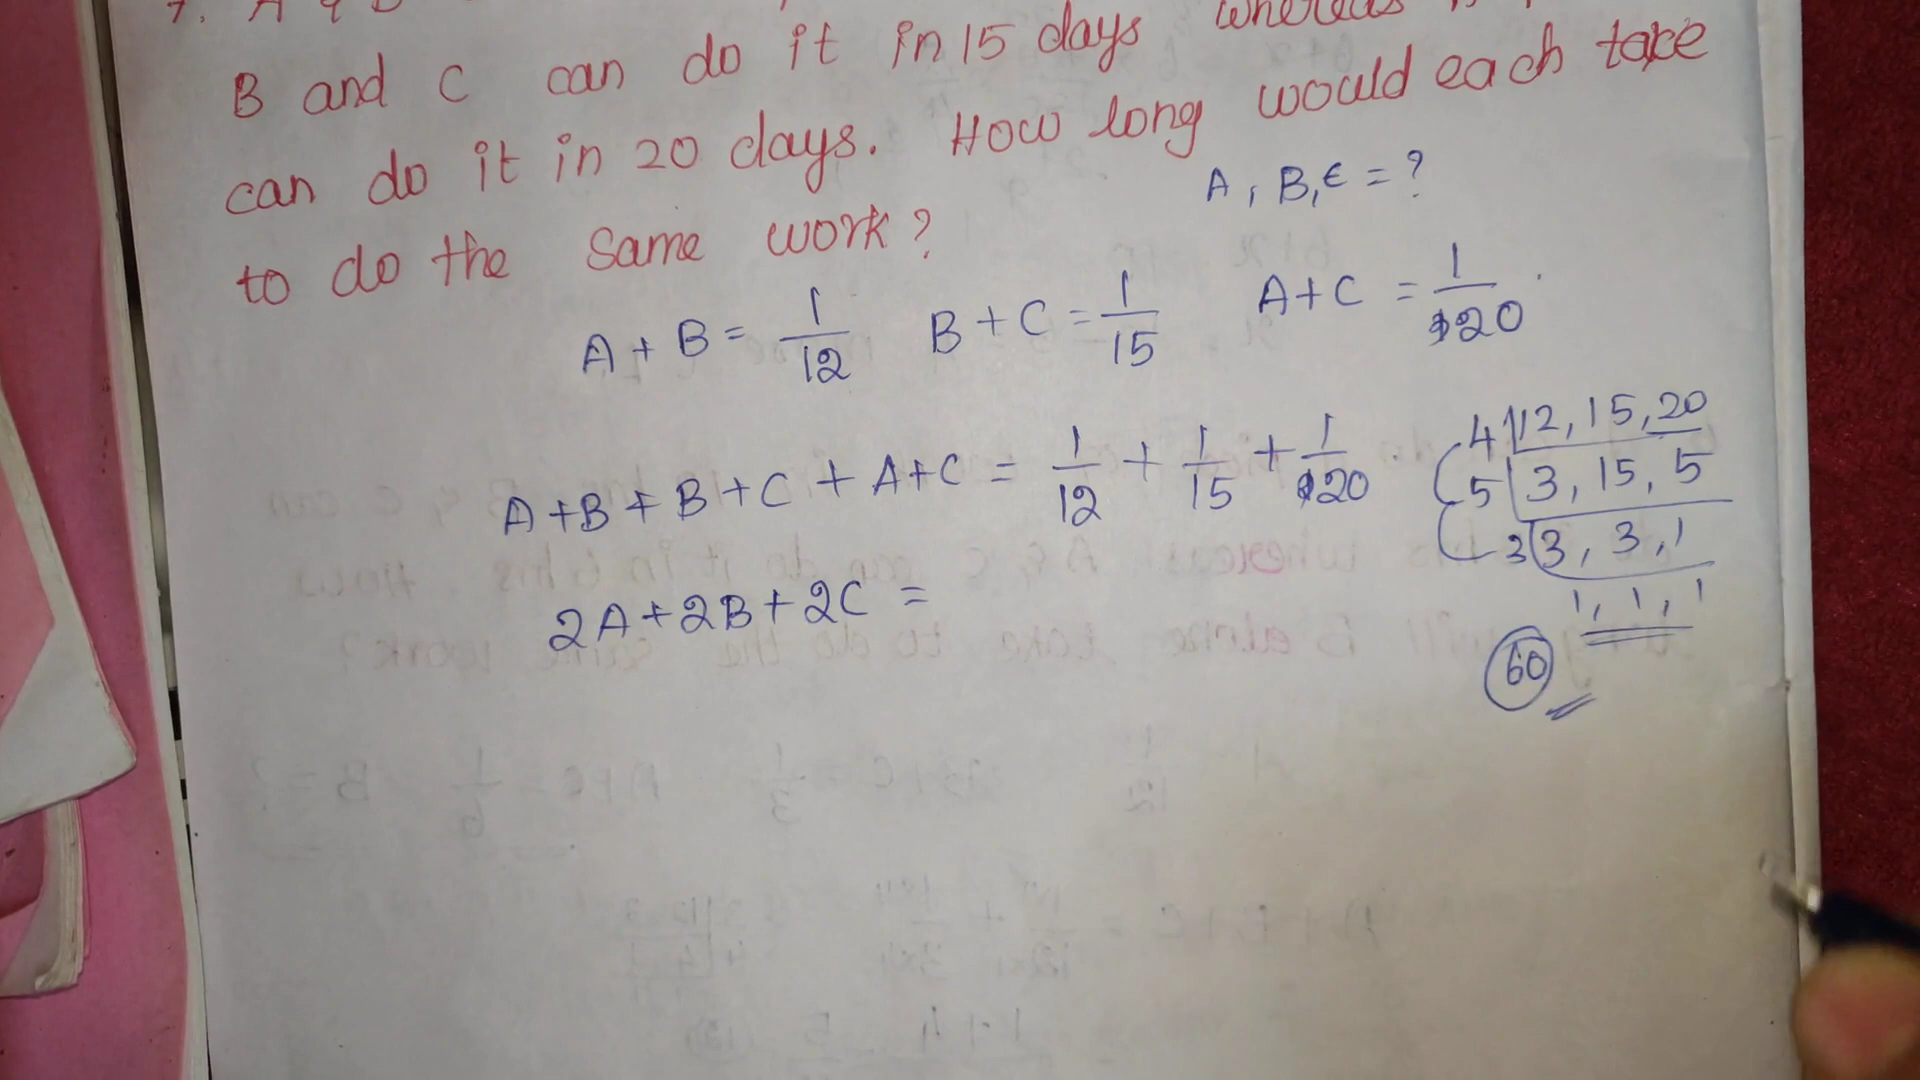 7. A &
B and C can do it in 15 days whereas
can do it in 20 days. How long would each take
to do the same work?
A, B, C = ?
A + B = 1/12 B + C = 1/15 A + C = 1/20
A + B + B + C + A + C = 1/12 + 1/15 + 1/20
2A + 2B + 2C =
4 | 12, 15, 20
5 | 3, 15, 5
3 | 3, 3, 1
1, 1, 1
60